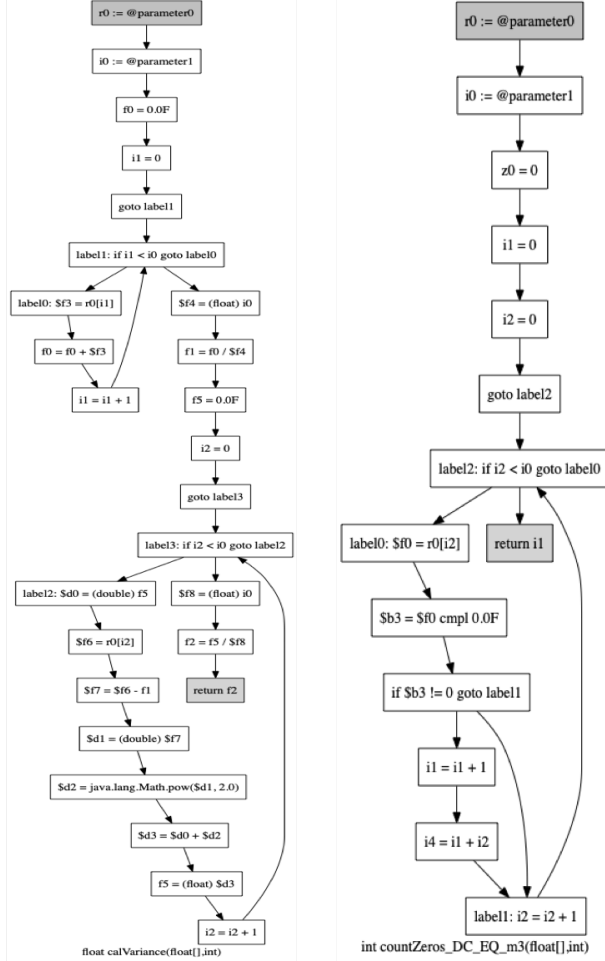 r0 := @parameter0
i0 := @parameter1
f0 = 0.0F
i1 = 0
goto label1
label1: if i1 < i0 goto label0
label0: $f3 = r0[i1]
$f4 = (float) i0
f0 = f0 + $f3
f1 = f0 / $f4
i1 = i1 + 1
f5 = 0.0F
i2 = 0
goto label3
label3: if i2 < i0 goto label2
label2: $d0 = (double) f5
$f8 = (float) i0
$f6 = r0[i2]
f2 = f5 / $f8
$f7 = $f6 - f1
return f2
$d1 = (double) $f7
$d2 = java.lang.Math.pow($d1, 2.0)
$d3 = $d0 + $d2
f5 = (float) $d3
i2 = i2 + 1
float calVariance(float[],int)
r0 := @parameter0
i0 := @parameter1
z0 = 0
i1 = 0
i2 = 0
goto label2
label2: if i2 < i0 goto label0
label0: $f0 = r0[i2]
return i1
$b3 = $f0 cmpl 0.0F
if $b3 != 0 goto label1
i1 = i1 + 1
i4 = i1 + i2
label1: i2 = i2 + 1
int countZeros_DC_EQ_m3(float[],int)